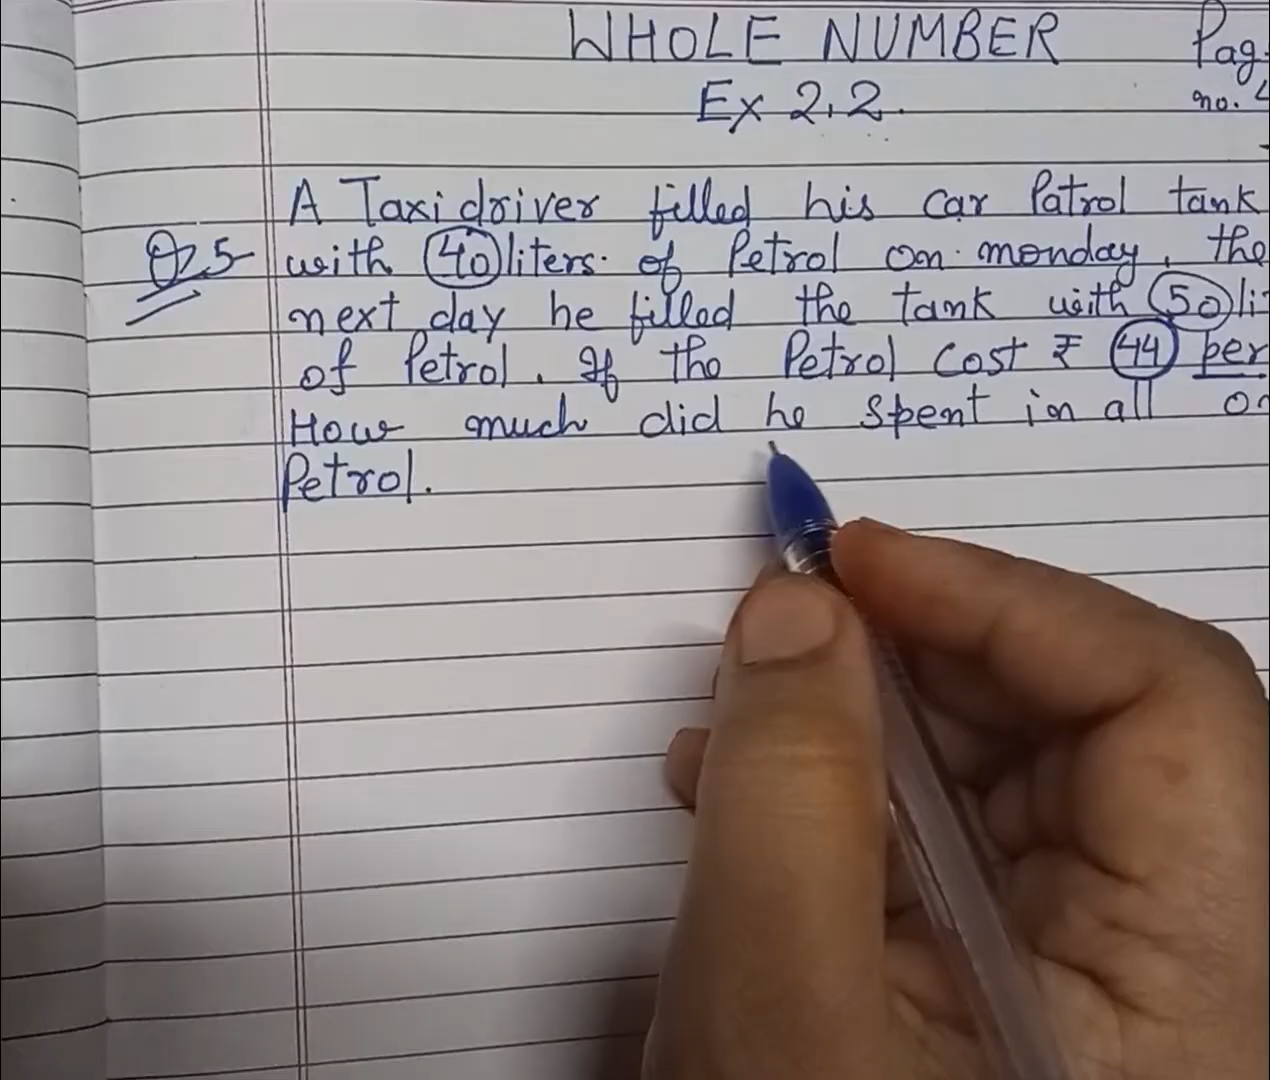 WHOLE NUMBER Pag
Ex 2.2. no.
A Taxi driver filled his car Patrol tank
Q.5 with 40 liters. of Petrol on monday, the
next day he filled the tank with 50 li
of Petrol. If the Petrol cost ₹ 44 per
How much did he spent in all on
Petrol.